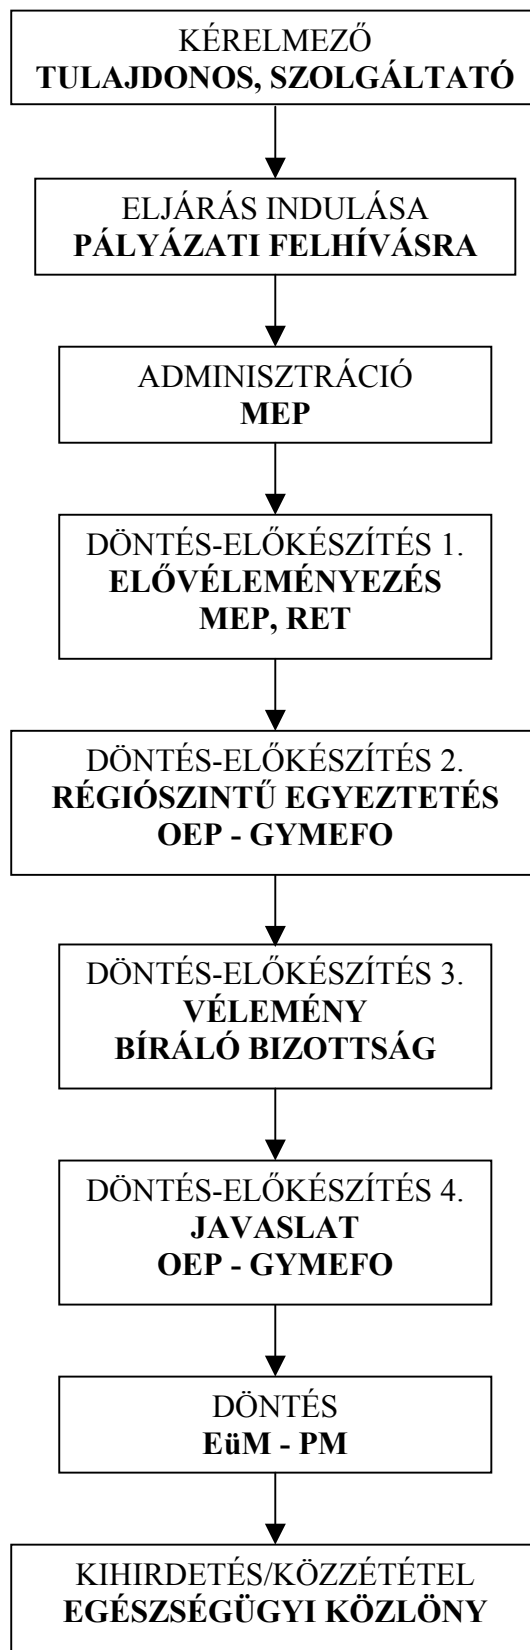 KÉRELMEZŐ
TULAJDONOS, SZOLGÁLTATÓ
ELJÁRÁS INDULÁSA
PÁLYÁZATI FELHÍVÁSRA
ADMINISZTRÁCIÓ
MEP
DÖNTÉS-ELŐKÉSZÍTÉS 1.
ELŐVÉLEMÉNYEZÉS
MEP, RET
DÖNTÉS-ELŐKÉSZÍTÉS 2.
RÉGIÓSZINTŰ EGYEZTETÉS
OEP - GYMEFO
DÖNTÉS-ELŐKÉSZÍTÉS 3.
VÉLEMÉNY
BÍRÁLÓ BIZOTTSÁG
DÖNTÉS-ELŐKÉSZÍTÉS 4.
JAVASLAT
OEP - GYMEFO
DÖNTÉS
EüM - PM
KIHIRDETÉS/KÖZZÉTÉTEL
EGÉSZSÉGÜGYI KÖZLÖNY